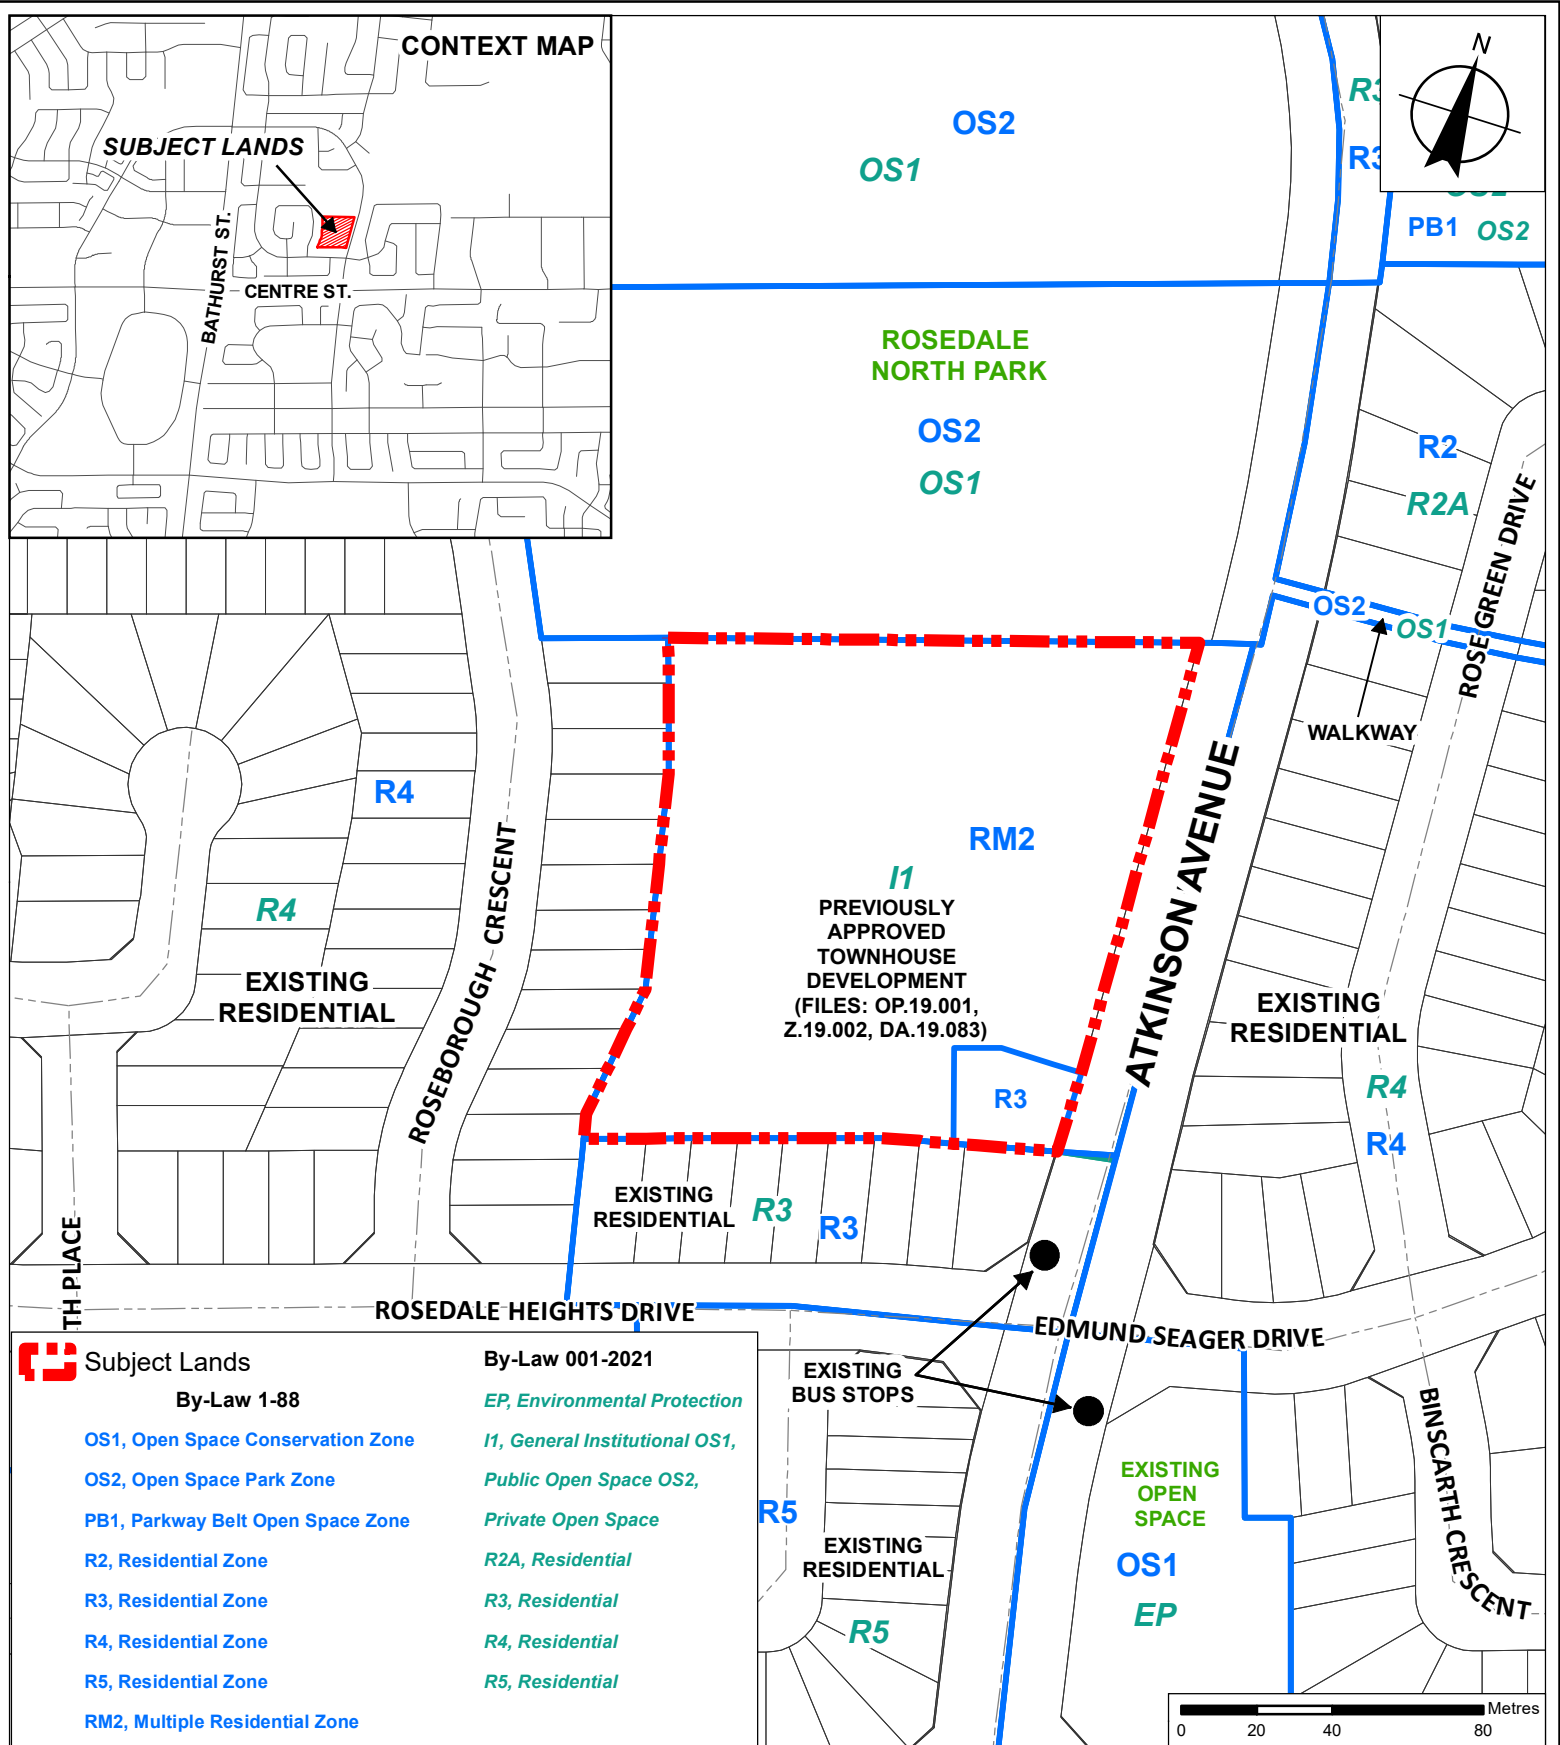 CONTEXT MAP
SUBJECT LANDS
BATHURST ST.
CENTRE ST.
N
OS2
OS1
PB1
OS2
ROSEDALE
NORTH PARK
OS2
OS1
R2
R2A
ROSE GREEN DRIVE
OS2
OS1
WALKWAY
R4
R4
EXISTING
RESIDENTIAL
ROSEBOROUGH CRESCENT
RM2
I1
PREVIOUSLY
APPROVED
TOWNHOUSE
DEVELOPMENT
(FILES: OP.19.001,
Z.19.002, DA.19.083)
R3
ATKINSON AVENUE
EXISTING
RESIDENTIAL
R4
R4
EXISTING
RESIDENTIAL
R3
R3
TH PLACE
ROSEDALE HEIGHTS DRIVE
EDMUND SEAGER DRIVE
EXISTING
BUS STOPS
BINSCARTH CRESCENT
R5
EXISTING
RESIDENTIAL
R5
EXISTING
OPEN
SPACE
OS1
EP
Subject Lands
By-Law 1-88
OS1, Open Space Conservation Zone
OS2, Open Space Park Zone
PB1, Parkway Belt Open Space Zone
R2, Residential Zone
R3, Residential Zone
R4, Residential Zone
R5, Residential Zone
RM2, Multiple Residential Zone
By-Law 001-2021
EP, Environmental Protection
I1, General Institutional OS1,
Public Open Space OS2,
Private Open Space
R2A, Residential
R3, Residential
R4, Residential
R5, Residential
Metres
0 20 40 80